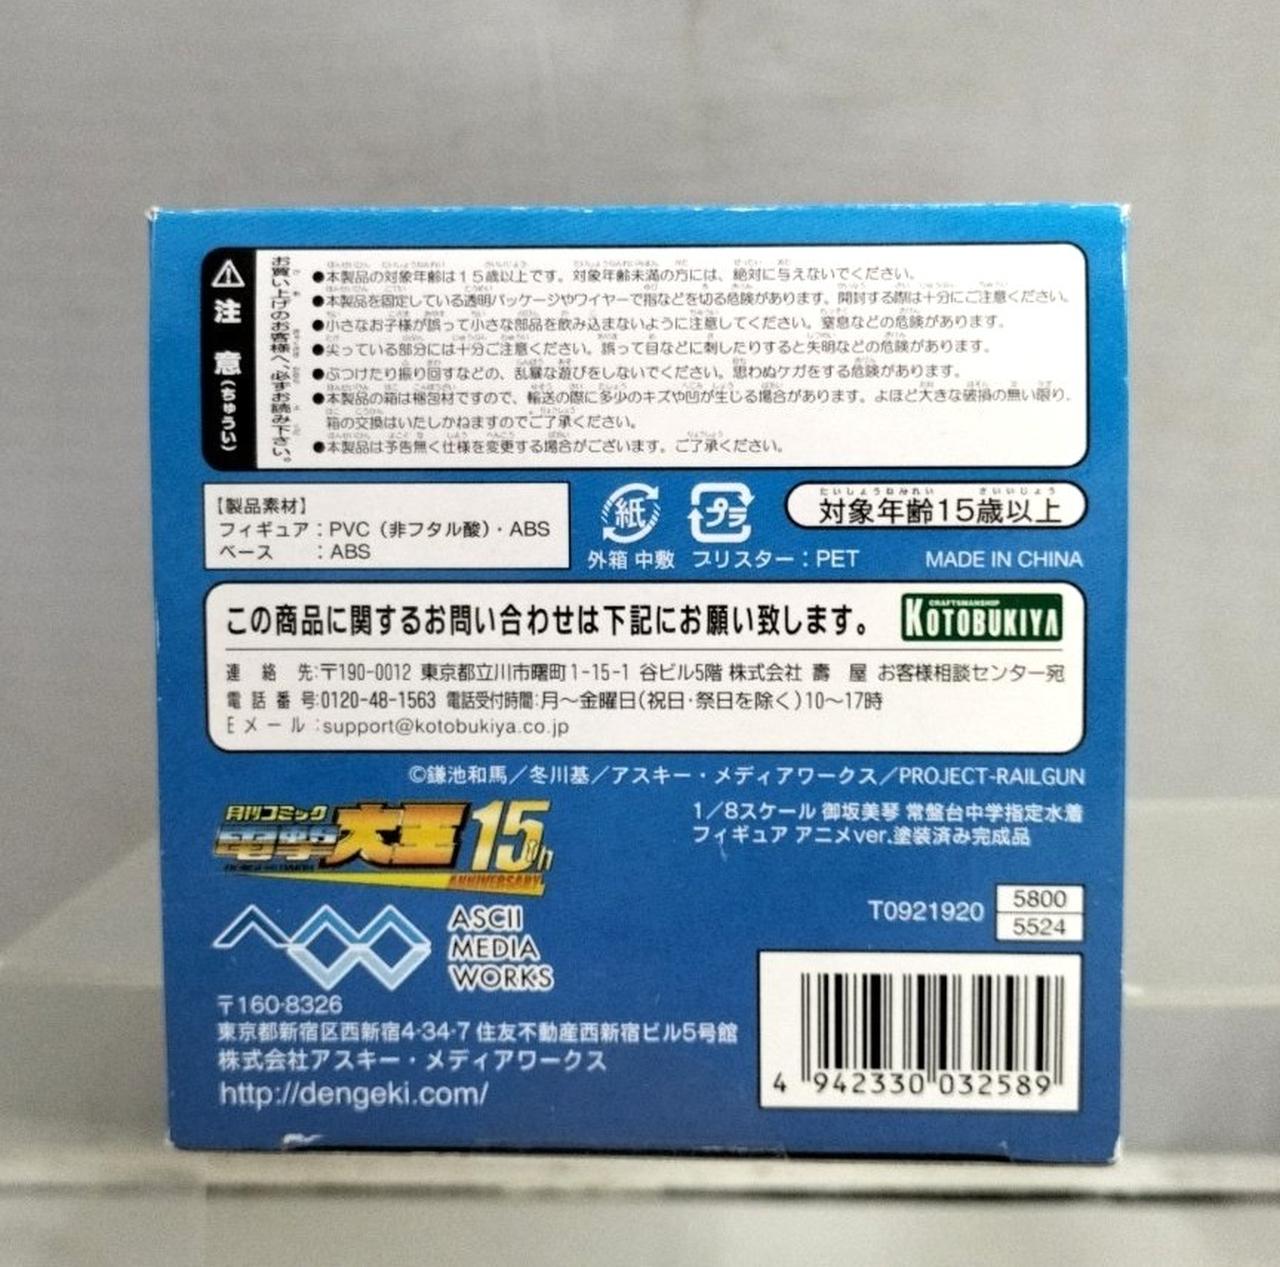 注意(ちゅうい)
お買い上げのお客様へ、必ずお読み下さい。
●本製品の対象年齢は15歳以上です。対象年齢未満の方には、絶対に与えないでください。
●本製品を固定している透明パッケージやワイヤーで指などを切る危険があります。開封する際は十分にご注意ください。
●小さなお子様が誤って小さな部品を飲み込まないように注意してください。窒息などの危険があります。
●尖っている部分には十分ご注意ください。誤って目などに刺したりすると失明などの危険があります。
●ぶつけたり振り回すなどの、乱暴な遊びをしないでください。思わぬケガをする危険があります。
●本製品の箱は梱包材ですので、輸送の際に多少のキズや凹が生じる場合があります。よほど大きな破損の無い限り、
箱の交換はいたしかねますのでご了承ください。
●本製品は予告無く仕様を変更する場合がございます。ご了承ください。
【製品素材】
フィギュア：PVC（非フタル酸）・ABS
ベース　　：ABS
紙
外箱 中敷
プラ
ブリスター：PET
たいしょうねんれい さいいじょう
対象年齢15歳以上
MADE IN CHINA
この商品に関するお問い合わせは下記にお願い致します。
CRAFTSMANSHIP
KOTOBUKIYA
連絡先:〒190-0012 東京都立川市曙町1-15-1 谷ビル5階 株式会社 壽 屋 お客様相談センター宛
電話番号:0120-48-1563 電話受付時間:月～金曜日(祝日・祭日を除く)10～17時
Eメール:support@kotobukiya.co.jp
©鎌池和馬／冬川基／アスキー・メディアワークス／PROJECT-RAILGUN
月刊コミック
電撃大王 15th
ANNIVERSARY
1／8スケール 御坂美琴 常盤台中学指定水着
フィギュア アニメver.塗装済み完成品
T0921920
5800
5524
ASCII
MEDIA
WORKS
〒160-8326
東京都新宿区西新宿4-34-7 住友不動産西新宿ビル5号館
株式会社アスキー・メディアワークス
http://dengeki.com/
4 942330 032589